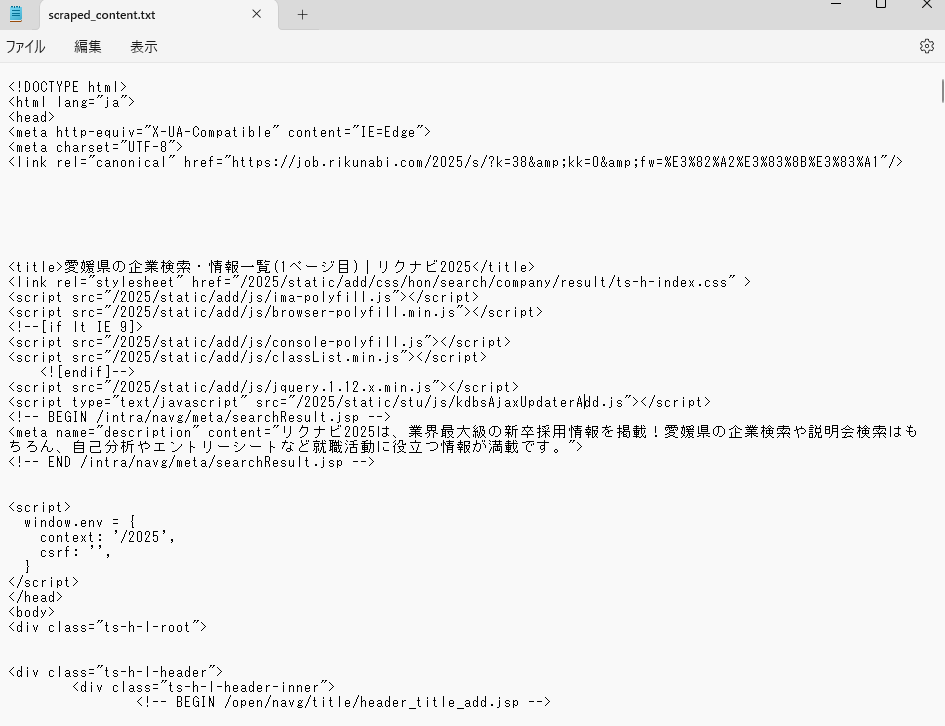 scraped_content.txt
ファイル 編集 表示
<!DOCTYPE html>
<html lang="ja">
<head>
<meta http-equiv="X-UA-Compatible" content="IE=Edge">
<meta charset="UTF-8">
<link rel="canonical" href="https://job.rikunabi.com/2025/s/?k=38&amp;kk=0&amp;fw=%E3%82%A2%E3%83%8B%E3%83%A1"/>
<title>愛媛県の企業検索・情報一覧(1ページ目)|リクナビ2025</title>
<link rel="stylesheet" href="/2025/static/add/css/hon/search/company/result/ts-h-index.css" >
<script src="/2025/static/add/js/ima-polyfill.js"></script>
<script src="/2025/static/add/js/browser-polyfill.min.js"></script>
<!--[if lt IE 9]>
<script src="/2025/static/add/js/console-polyfill.js"></script>
<script src="/2025/static/add/js/classList.min.js"></script>
    <![endif]-->
<script src="/2025/static/add/js/jquery.1.12.x.min.js"></script>
<script type="text/javascript" src="/2025/static/stu/js/kdbsAjaxUpdaterAdd.js"></script>
<!-- BEGIN /intra/navg/meta/searchResult.jsp -->
<meta name="description" content="リクナビ2025は、業界最大級の新卒採用情報を掲載！愛媛県の企業検索や説明会検索はも
ちろん、自己分析やエントリーシートなど就職活動に役立つ情報が満載です。">
<!-- END /intra/navg/meta/searchResult.jsp -->
<script>
  window.env = {
    context: '/2025',
    csrf: '',
  }
</script>
</head>
<body>
<div class="ts-h-l-root">
<div class="ts-h-l-header">
        <div class="ts-h-l-header-inner">
                <!-- BEGIN /open/navg/title/header_title_add.jsp -->